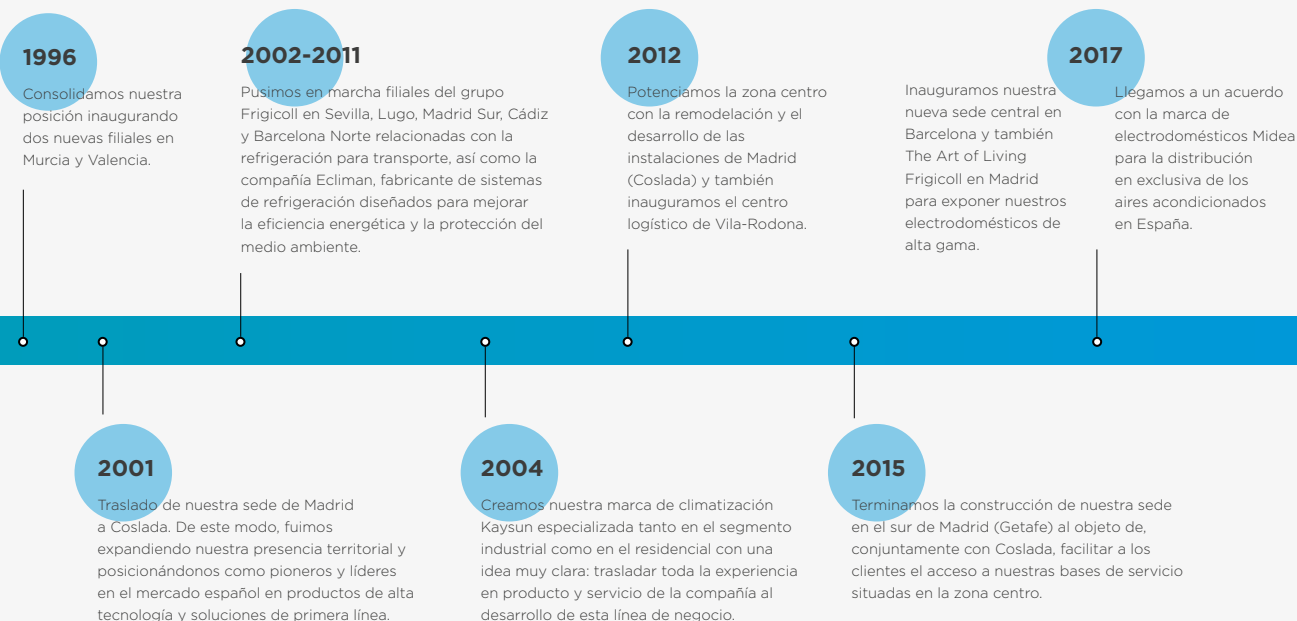 1996
Consolidamos nuestra
posición inaugurando
dos nuevas filiales en
Murcia y Valencia.
2002-2011
Pusimos en marcha filiales del grupo
Frigicoll en Sevilla, Lugo, Madrid Sur, Cádiz
y Barcelona Norte relacionadas con la
refrigeración para transporte, así como la
compañía Ecliman, fabricante de sistemas
de refrigeración diseñados para mejorar
la eficiencia energética y la protección del
medio ambiente.
2012
Potenciamos la zona centro
con la remodelación y el
desarrollo de las
instalaciones de Madrid
(Coslada) y también
inauguramos el centro
logístico de Vila-Rodona.
2017
Inauguramos nuestra
nueva sede central en
Barcelona y también
The Art of Living
Frigicoll en Madrid
para exponer nuestros
electrodomésticos de
alta gama.
Llegamos a un acuerdo
con la marca de
electrodomésticos Midea
para la distribución
en exclusiva de los
aires acondicionados
en España.
2001
Traslado de nuestra sede de Madrid
a Coslada. De este modo, fuimos
expandiendo nuestra presencia territorial y
posicionándonos como pioneros y líderes
en el mercado español en productos de alta
tecnología y soluciones de primera línea.
2004
Creamos nuestra marca de climatización
Kaysun especializada tanto en el segmento
industrial como en el residencial con una
idea muy clara: trasladar toda la experiencia
en producto y servicio de la compañía al
desarrollo de esta línea de negocio.
2015
Terminamos la construcción de nuestra sede
en el sur de Madrid (Getafe) al objeto de,
conjuntamente con Coslada, facilitar a los
clientes el acceso a nuestras bases de servicio
situadas en la zona centro.